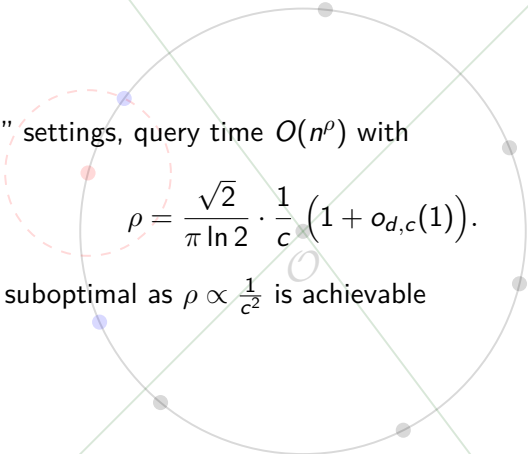 ” settings, query time O(n^ρ) with
ρ = √2 / (π ln 2) · 1/c (1 + o_{d,c}(1)).
O
suboptimal as ρ ∝ 1/c² is achievable